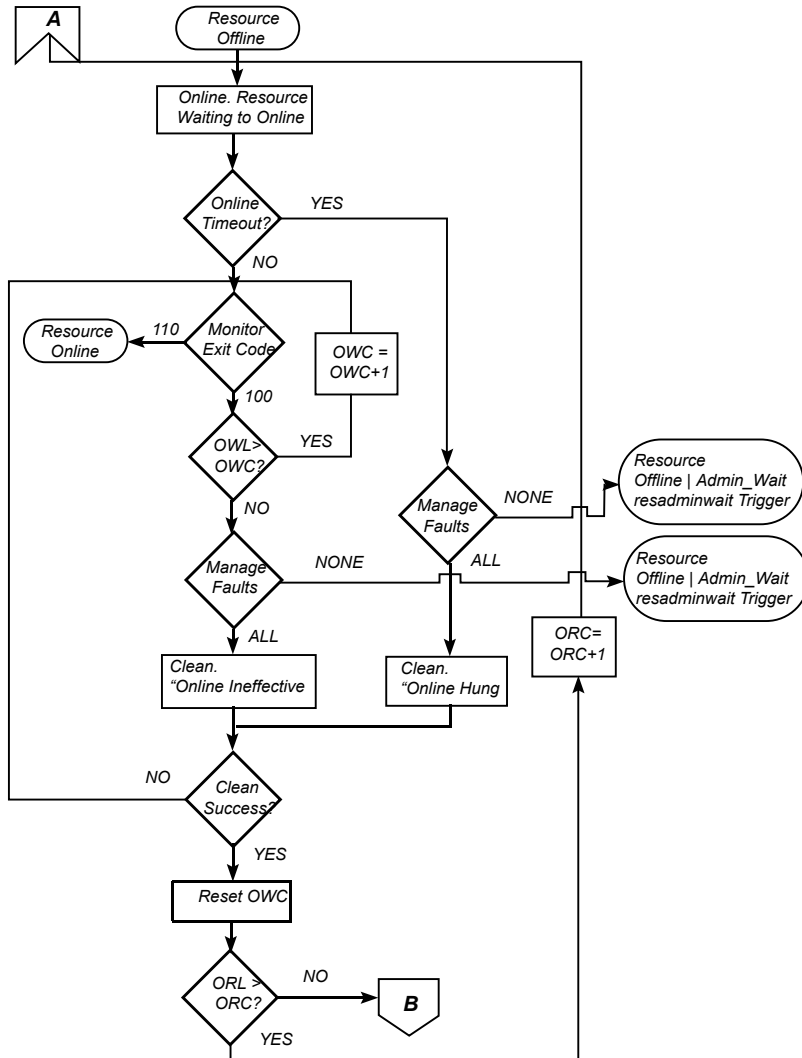 A
Resource
Offline
Online. Resource
Waiting to Online
Online
Timeout?
YES
NO
Monitor
Exit Code
110
Resource
Online
OWC =
OWC+1
100
OWL>
OWC?
YES
NO
Manage
Faults
NONE
Resource
Offline | Admin_Wait
resadminwait Trigger
ALL
Manage
Faults
NONE
Resource
Offline | Admin_Wait
resadminwait Trigger
ALL
ORC=
ORC+1
Clean.
“Online Ineffective
Clean.
“Online Hung
NO
Clean
Success?
YES
Reset OWC
ORL >
ORC?
NO
B
YES